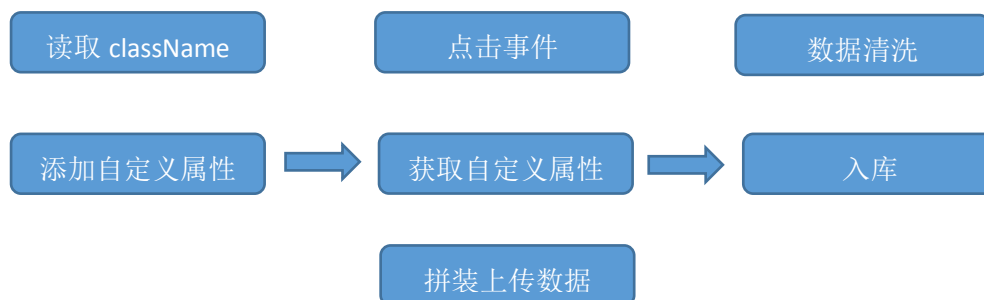 读取 className
点击事件
数据清洗
添加自定义属性
获取自定义属性
入库
拼装上传数据